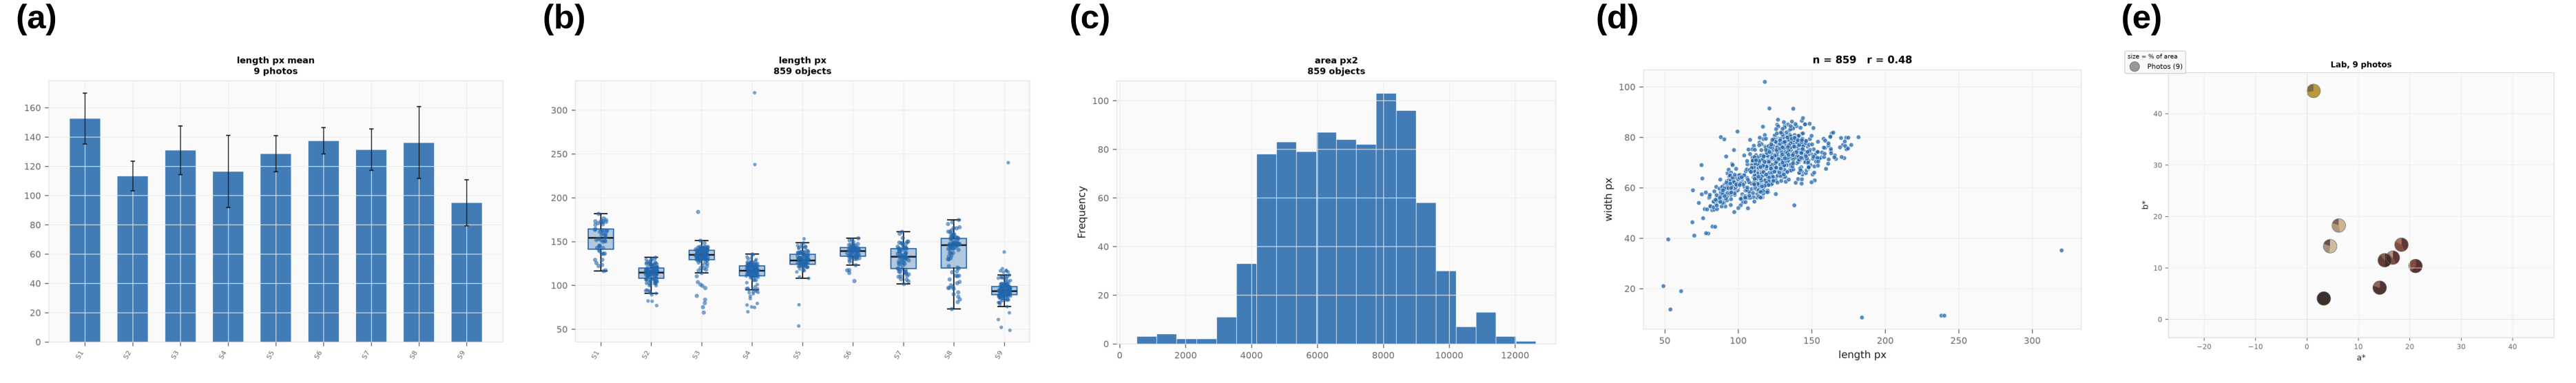 (a)
length px mean
9 photos
160
140
120
100
80
60
40
20
0
S1
S2
S3
S4
S5
S6
S7
S8
S9
(b)
length px
859 objects
300
250
200
150
100
50
S1
S2
S3
S4
S5
S6
S7
S8
S9
(c)
area px2
859 objects
Frequency
100
80
60
40
20
0
0 2000 4000 6000 8000 10000 12000
(d)
n = 859 r = 0.48
width px
100
80
60
40
20
50 100 150 200 250 300
length px
(e)
size = % of area
Photos (9)
Lab, 9 photos
b*
40
30
20
10
0
−20 −10 0 10 20 30 40
a*